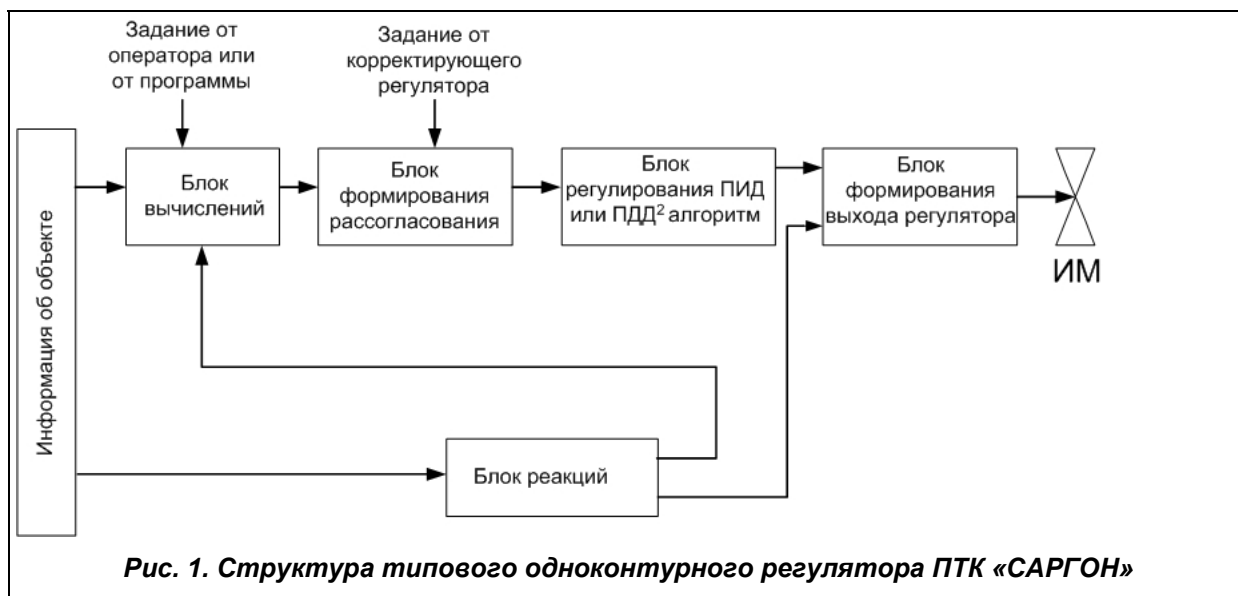 Задание от
оператора или
от программы
Задание от
корректирующего
регулятора
Информация об объекте
Блок
вычислений
Блок
формирования
рассогласования
Блок
регулирования ПИД
или ПДД² алгоритм
Блок
формирования
выхода регулятора
ИМ
Блок реакций
Рис. 1. Структура типового одноконтурного регулятора ПТК «САРГОН»